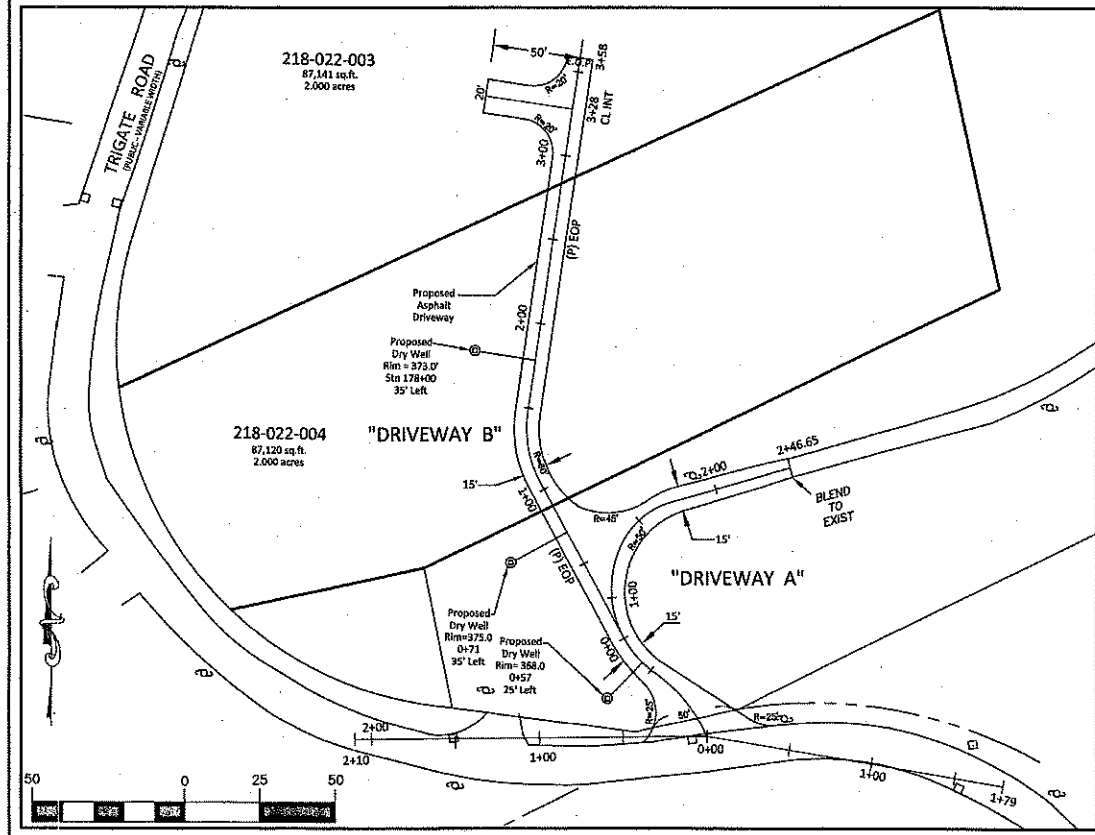 218-022-003
87,141 sq.ft.
2.000 acres
TRIGATE ROAD
(PUBLIC - VARIABLE WIDTH)
50'
E.O.P.
3+58
R=20'
20'
3+28
CL INT
R=20'
3+00
(P) EOP
Proposed
Asphalt
Driveway
2+00
Proposed
Dry Well
Rim = 373.0'
Stn 178+00
35' Left
218-022-004
87,120 sq.ft.
2.000 acres
"DRIVEWAY B"
15'
1+00
2+00
2+46.65
BLEND
TO
EXIST
R=45'
R=50'
15'
(P) EOP
"DRIVEWAY A"
1+00
15'
Proposed
Dry Well
Rim=375.0
0+71
35' Left
Proposed
Dry Well
Rim= 368.0
0+57
25' Left
0+00
R=25'
50'
R=25'
2+00
2+10
1+00
0+00
1+00
1+79
50 0 25 50